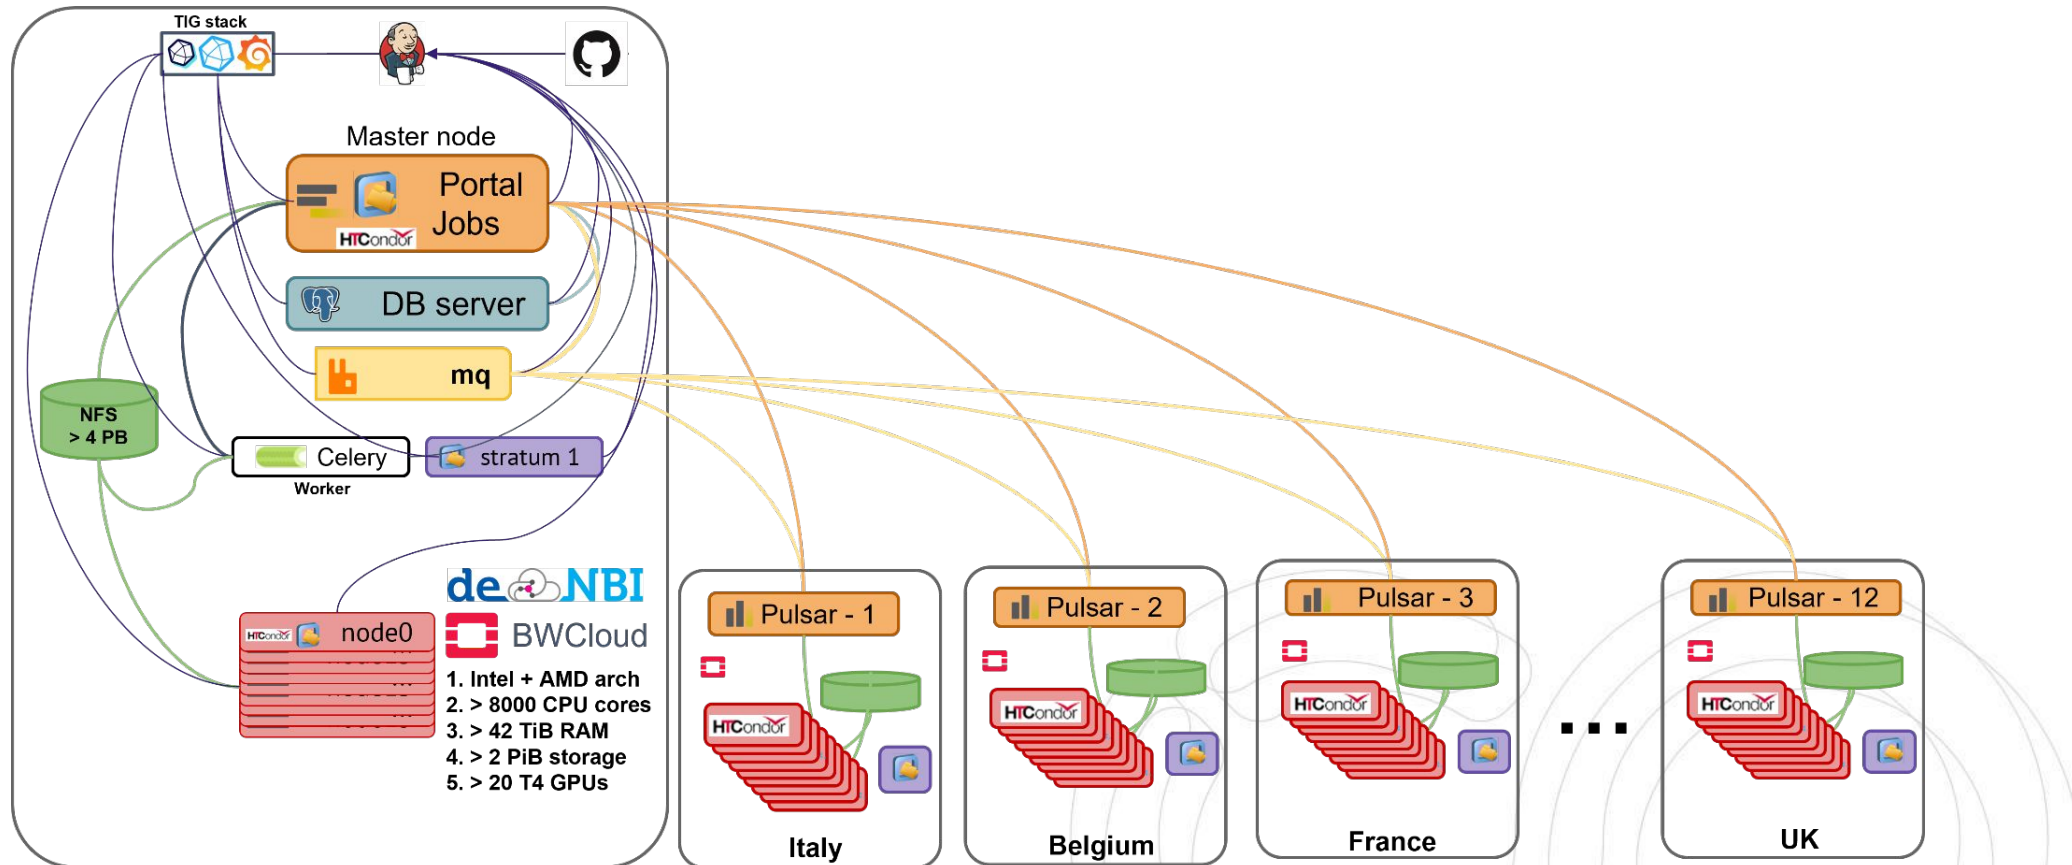 TIG stack
Master node
Portal
Jobs
HTCondor
DB server
mq
NFS
> 4 PB
Celery
Worker
stratum 1
HTCondor
node0
de NBI
BWCloud
1. Intel + AMD arch
2. > 8000 CPU cores
3. > 42 TiB RAM
4. > 2 PiB storage
5. > 20 T4 GPUs
Pulsar - 1
HTCondor
Italy
Pulsar - 2
HTCondor
Belgium
Pulsar - 3
HTCondor
France
...
Pulsar - 12
HTCondor
UK